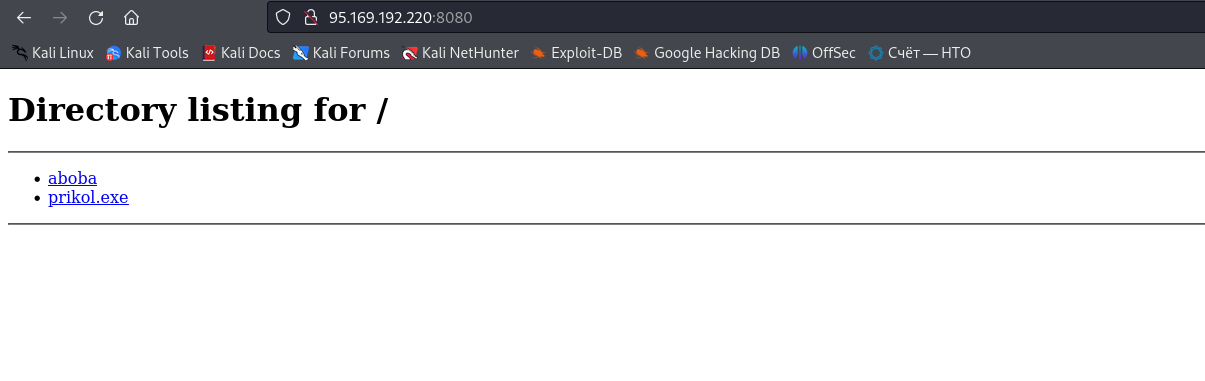 95.169.192.220:8080
Kali Linux Kali Tools Kali Docs Kali Forums Kali NetHunter Exploit-DB Google Hacking DB OffSec Счёт — НТО
Directory listing for /
aboba
prikol.exe